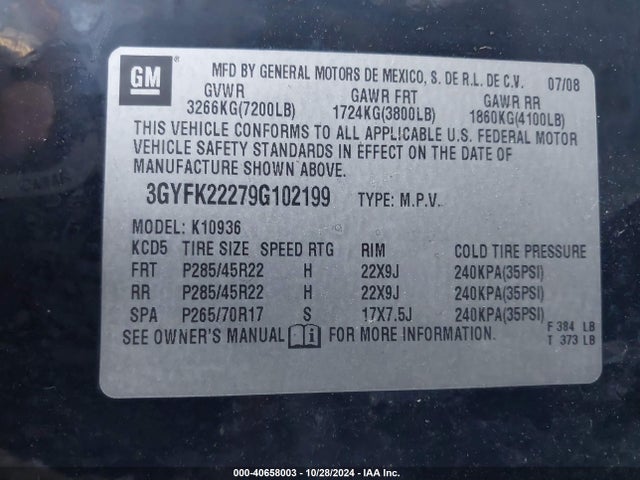 GM
MFD BY GENERAL MOTORS DE MEXICO, S. DE R.L. DE C.V. 07/08
GVWR GAWR FRT GAWR RR
3266KG(7200LB) 1724KG(3800LB) 1860KG(4100LB)
THIS VEHICLE CONFORMS TO ALL APPLICABLE U.S. FEDERAL MOTOR
VEHICLE SAFETY STANDARDS IN EFFECT ON THE DATE OF
MANUFACTURE SHOWN ABOVE.
3GYFK22279G102199 TYPE: M.P.V.
MODEL: K10936
KCD5 TIRE SIZE SPEED RTG RIM COLD TIRE PRESSURE
FRT P285/45R22 H 22X9J 240KPA(35PSI)
RR P285/45R22 H 22X9J 240KPA(35PSI)
SPA P265/70R17 S 17X7.5J 240KPA(35PSI)
SEE OWNER'S MANUAL i FOR MORE INFORMATION.
F 384 LB
T 373 LB
000-40658003 | 10/28/2024 | IAA Inc.